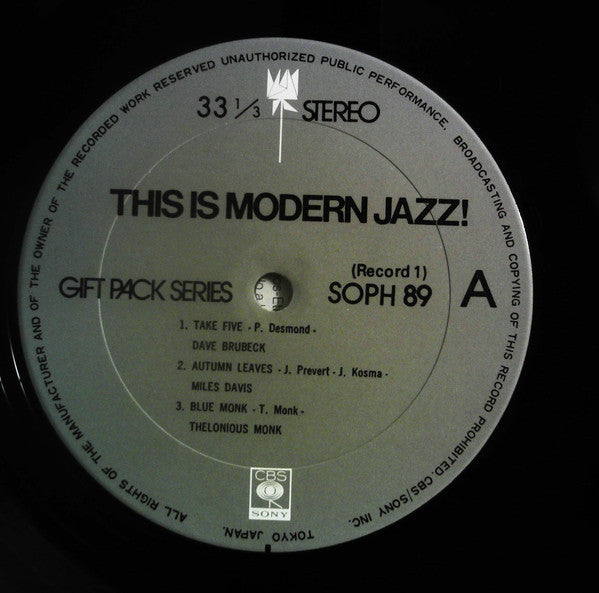 ALL RIGHTS OF THE MANUFACTURER AND OF THE OWNER OF THE RECORDED WORK RESERVED UNAUTHORIZED PUBLIC PERFORMANCE, BROADCASTING AND COPYING OF THIS RECORD PROHIBITED. CBS/SONY INC. TOKYO JAPAN.
33 1/3 STEREO
THIS IS MODERN JAZZ!
GIFT PACK SERIES
(Record 1)
SOPH 89
A
1. TAKE FIVE - P. Desmond -
DAVE BRUBECK
2. AUTUMN LEAVES - J. Prevert - J. Kosma -
MILES DAVIS
3. BLUE MONK - T. Monk -
THELONIOUS MONK
CBS
SONY